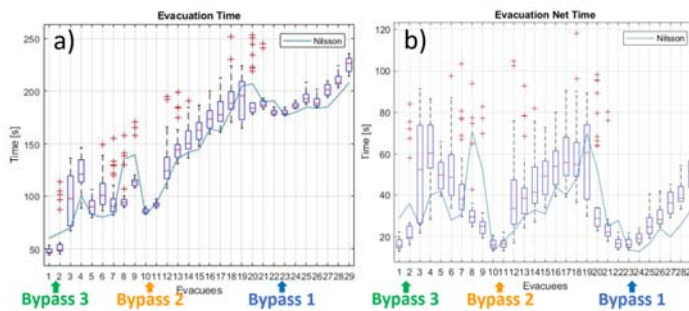 Evacuation Time
a)
Nilsson
Time [s]
250
200
150
100
50
1 2 3 4 5 6 7 8 9 10 11 12 13 14 15 16 17 18 19 20 21 22 23 24 25 26 27 28 29
Evacuees
Bypass 3
Bypass 2
Bypass 1
Evacuation Net Time
b)
Nilsson
Time [s]
120
100
80
60
40
20
1 2 3 4 5 6 7 8 9 10 11 12 13 14 15 16 17 18 19 20 21 22 23 24 25 26 27 28
Evacuees
Bypass 3
Bypass 2
Bypass 1